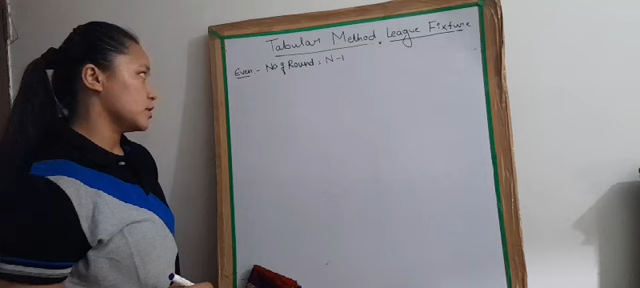 Tabular Method. League Fixture
Even - No of Round = N-1